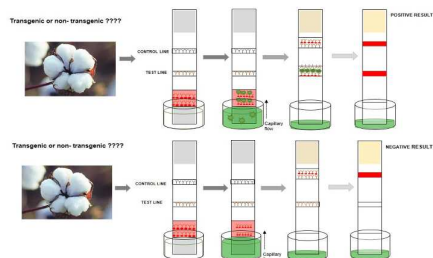 Transgenic or non- transgenic ????
POSITIVE RESULT
CONTROL LINE
TEST LINE
Capillary
flow
Transgenic or non- transgenic ????
NEGATIVE RESULT
CONTROL LINE
TEST LINE
Capillary